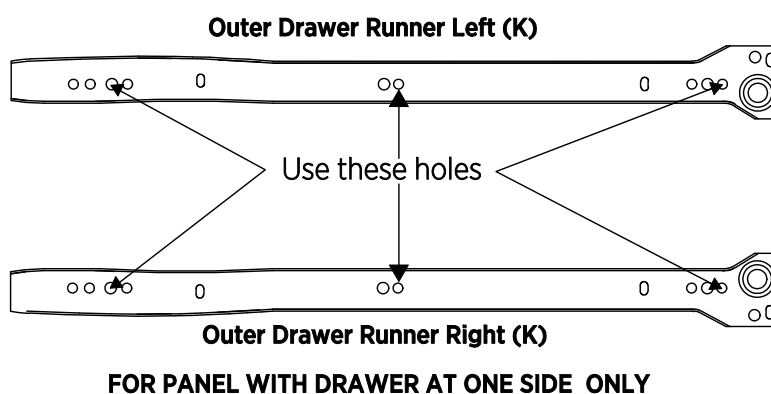 Outer Drawer Runner Left (K)
Use these holes
Outer Drawer Runner Right (K)
FOR PANEL WITH DRAWER AT ONE SIDE ONLY